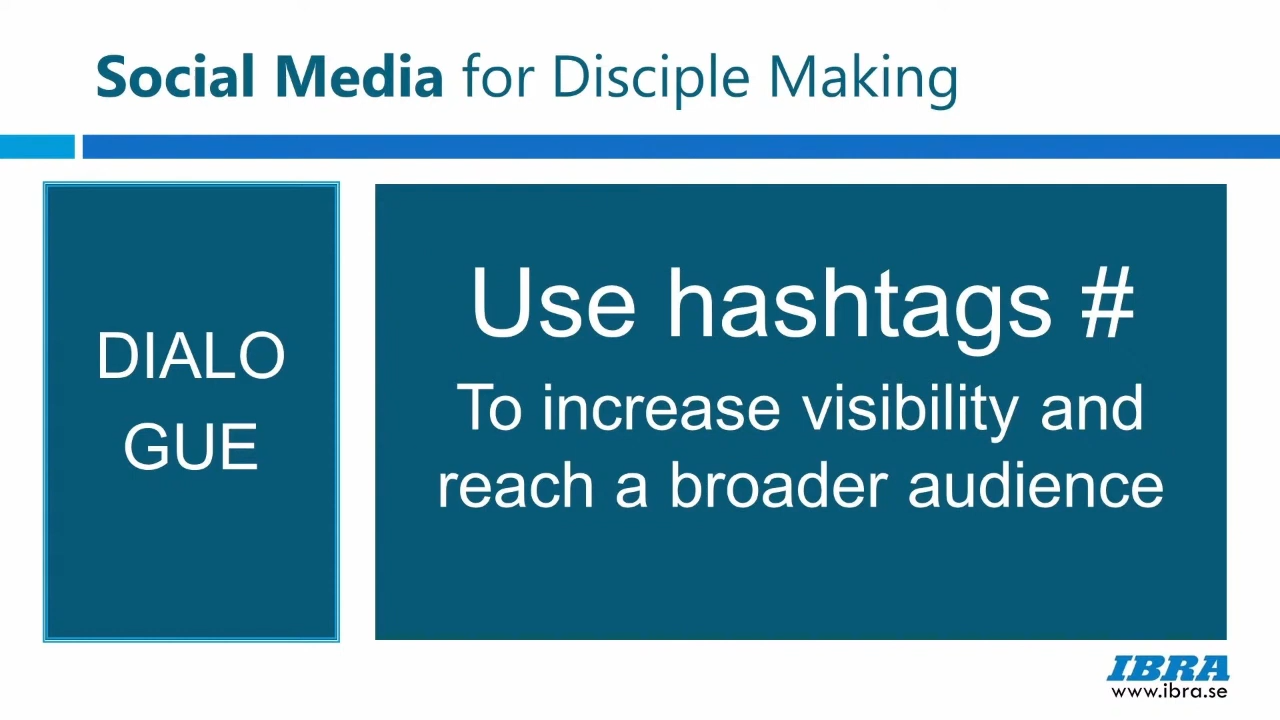 Social Media for Disciple Making
DIALO
GUE
Use hashtags #
To increase visibility and
reach a broader audience
IBRA
www.ibra.se